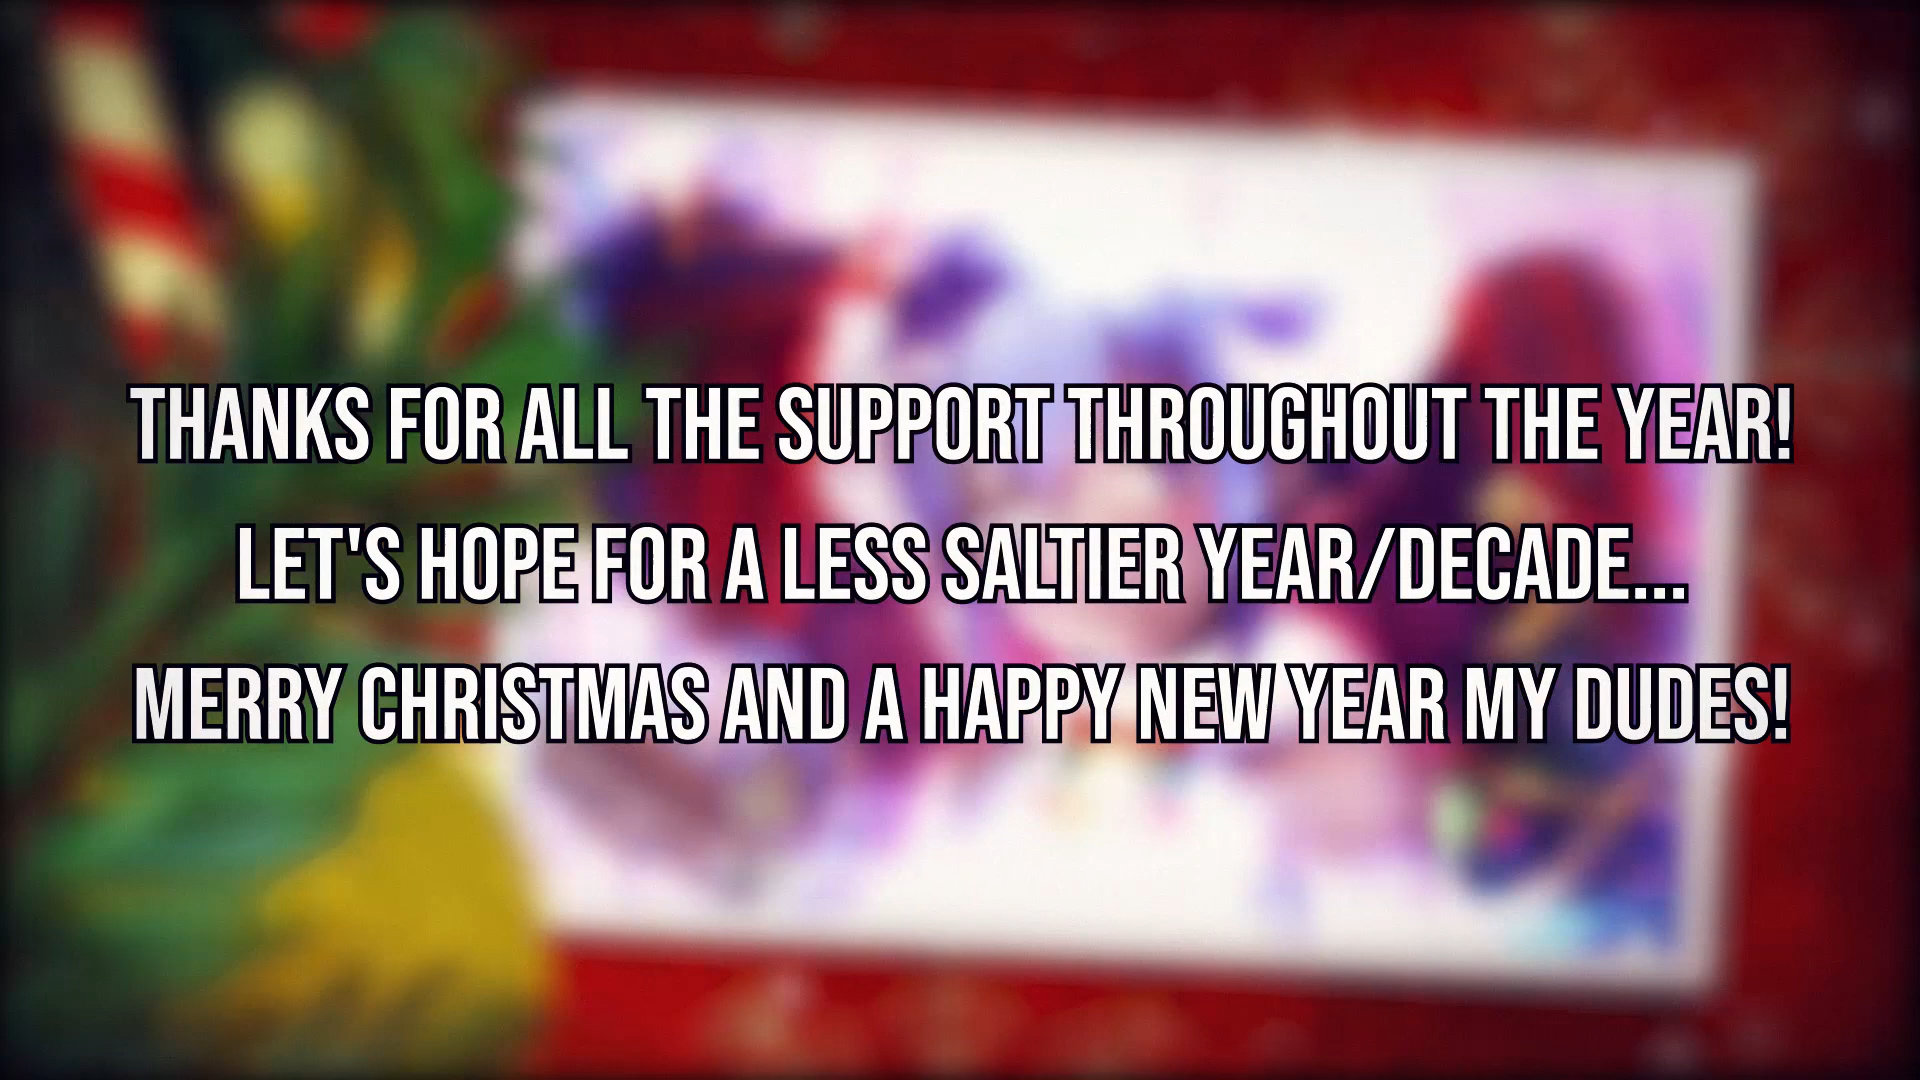 THANKS FOR ALL THE SUPPORT THROUGHOUT THE YEAR!
LET'S HOPE FOR A LESS SALTIER YEAR/DECADE...
MERRY CHRISTMAS AND A HAPPY NEW YEAR MY DUDES!